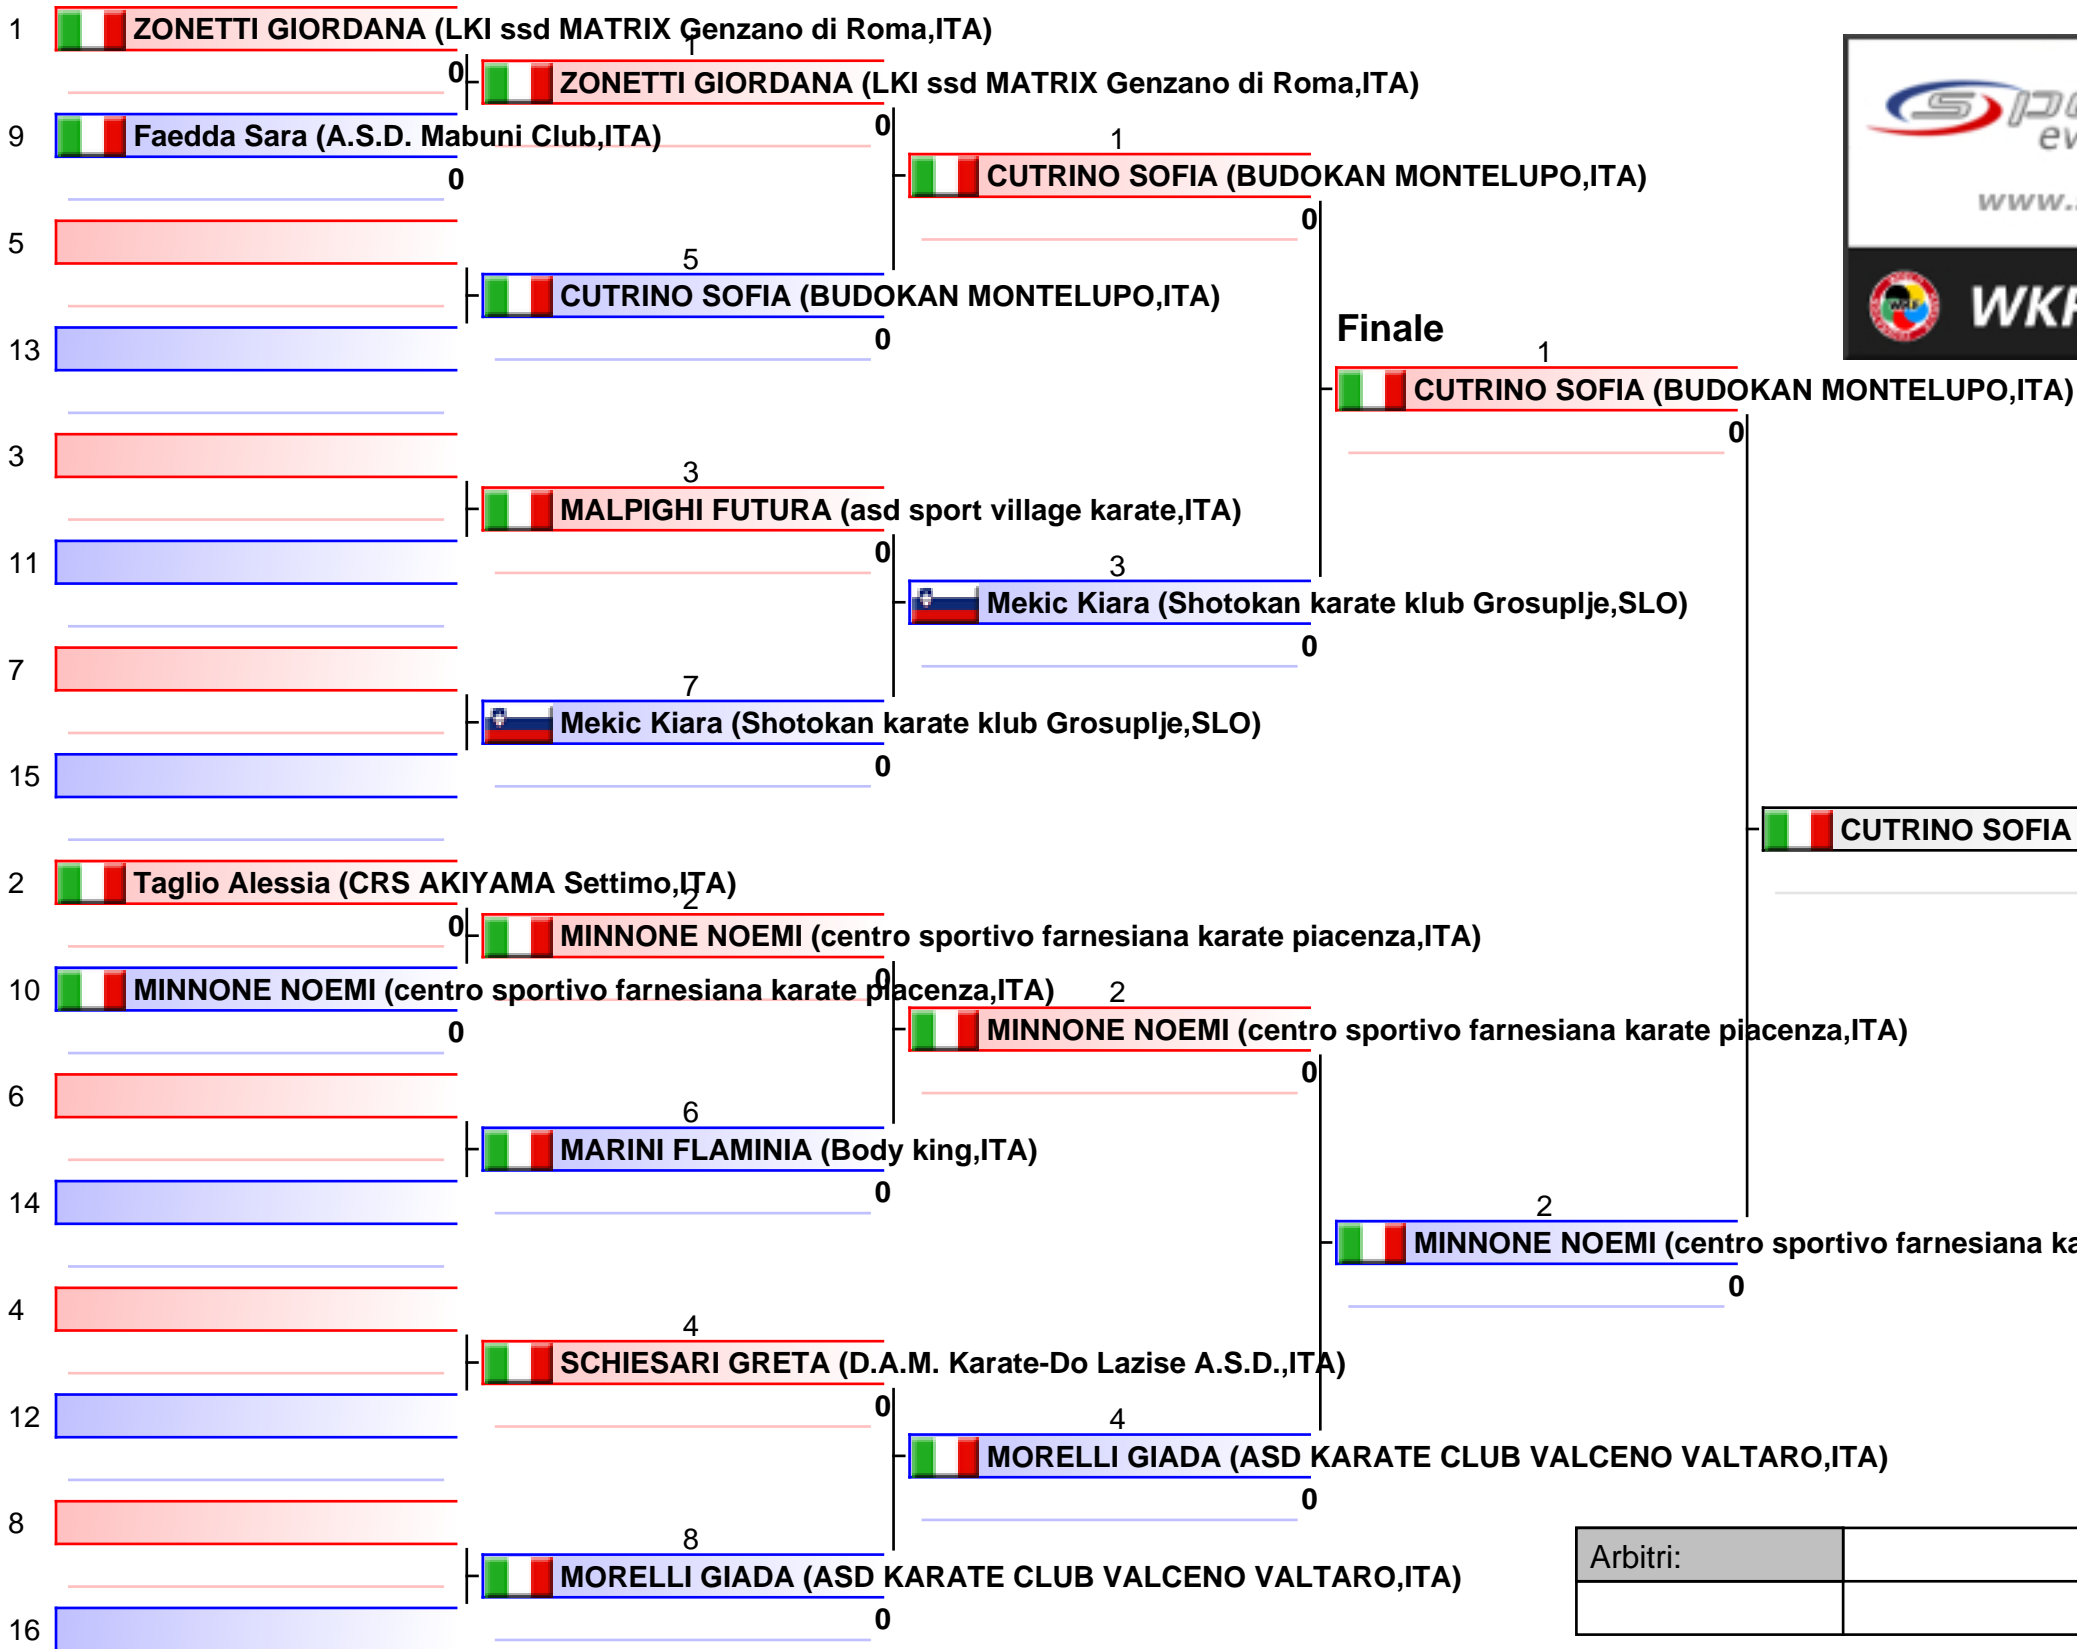 1 ZONETTI GIORDANA (LKI ssd MATRIX Genzano di Roma,ITA)
1
0 ZONETTI GIORDANA (LKI ssd MATRIX Genzano di Roma,ITA)
0
9 Faedda Sara (A.S.D. Mabuni Club,ITA)
0
1
CUTRINO SOFIA (BUDOKAN MONTELUPO,ITA)
0
www.
5
5
CUTRINO SOFIA (BUDOKAN MONTELUPO,ITA)
0
13
WKF
Finale
1
CUTRINO SOFIA (BUDOKAN MONTELUPO,ITA)
0
3
3
MALPIGHI FUTURA (asd sport village karate,ITA)
0
11
3
Mekic Kiara (Shotokan karate klub Grosuplje,SLO)
0
7
7
Mekic Kiara (Shotokan karate klub Grosuplje,SLO)
0
15
CUTRINO SOFIA
2 Taglio Alessia (CRS AKIYAMA Settimo,ITA)
2
0 MINNONE NOEMI (centro sportivo farnesiana karate piacenza,ITA)
0
10 MINNONE NOEMI (centro sportivo farnesiana karate piacenza,ITA)
0
2
MINNONE NOEMI (centro sportivo farnesiana karate piacenza,ITA)
0
6
6
MARINI FLAMINIA (Body king,ITA)
0
14
2
MINNONE NOEMI (centro sportivo farnesiana ka
0
4
4
SCHIESARI GRETA (D.A.M. Karate-Do Lazise A.S.D.,ITA)
0
12
4
MORELLI GIADA (ASD KARATE CLUB VALCENO VALTARO,ITA)
0
8
8
MORELLI GIADA (ASD KARATE CLUB VALCENO VALTARO,ITA)
0
16
Arbitri: